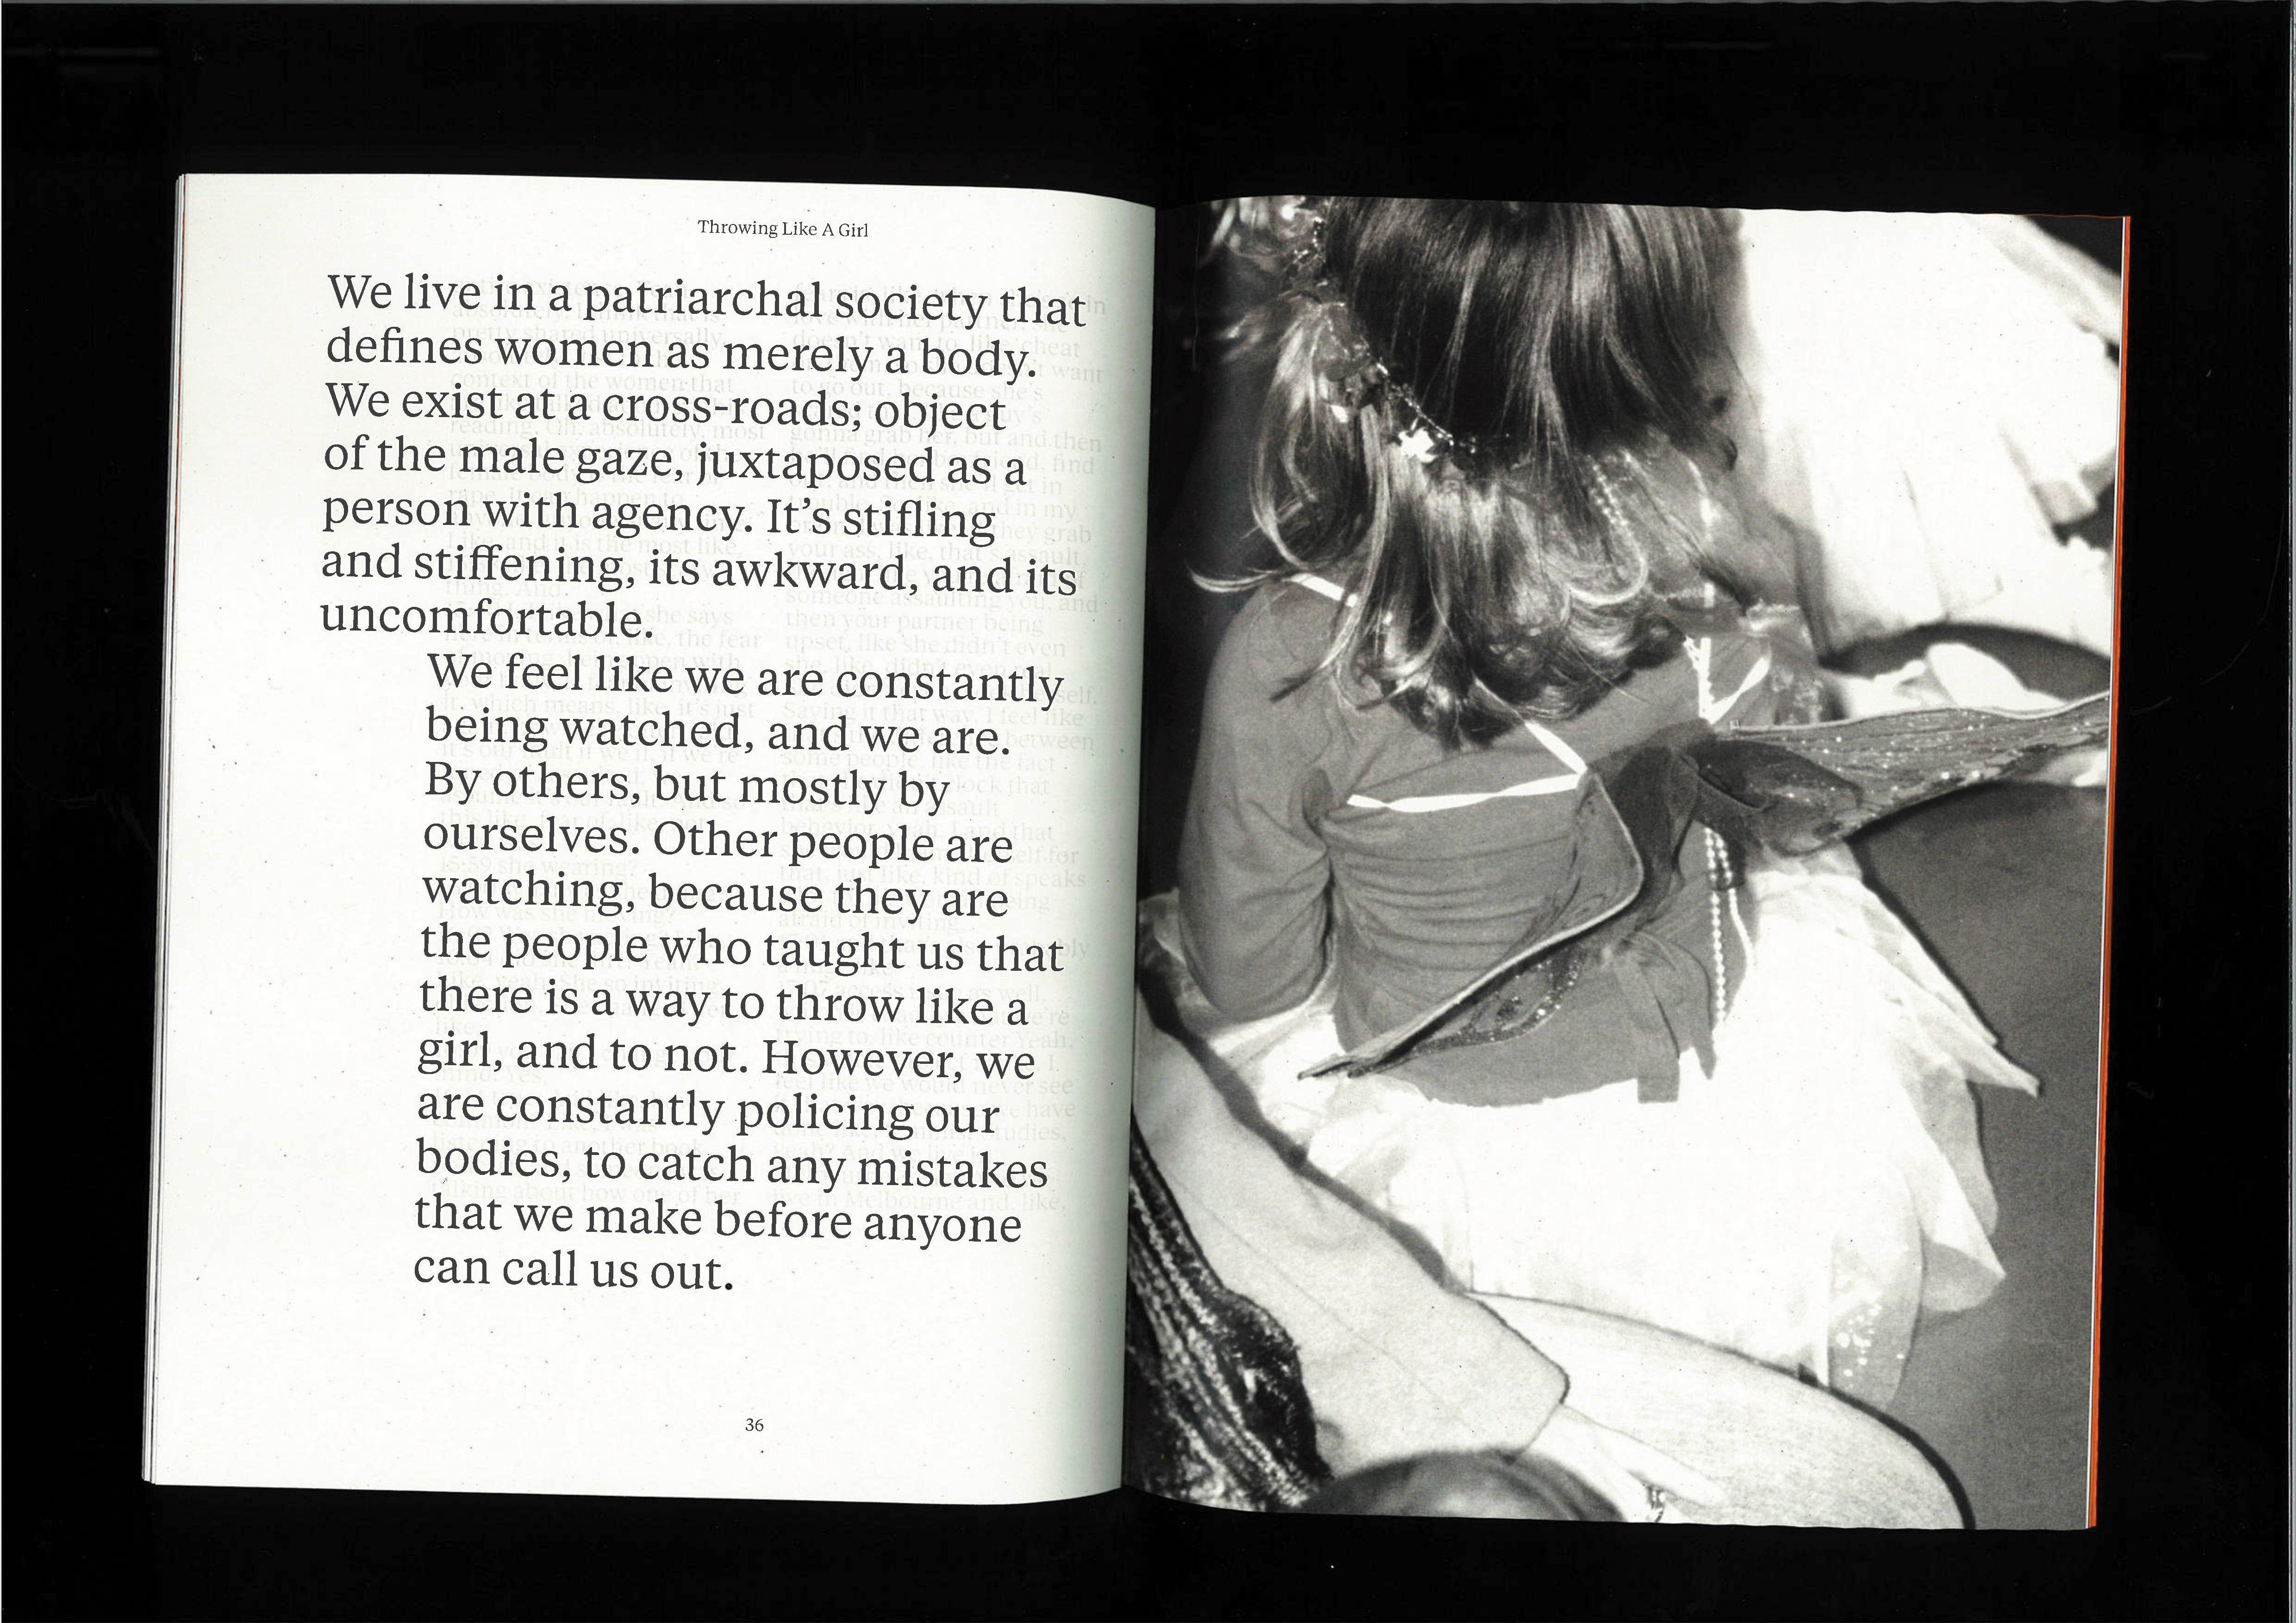 Throwing Like A Girl
We live in a patriarchal society that
defines women as merely a body.
We exist at a cross-roads; object
of the male gaze, juxtaposed as a
person with agency. It’s stifling
and stiffening, its awkward, and its
uncomfortable.
We feel like we are constantly
being watched, and we are.
By others, but mostly by
ourselves. Other people are
watching, because they are
the people who taught us that
there is a way to throw like a
girl, and to not. However, we
are constantly policing our
bodies, to catch any mistakes
that we make before anyone
can call us out.
36